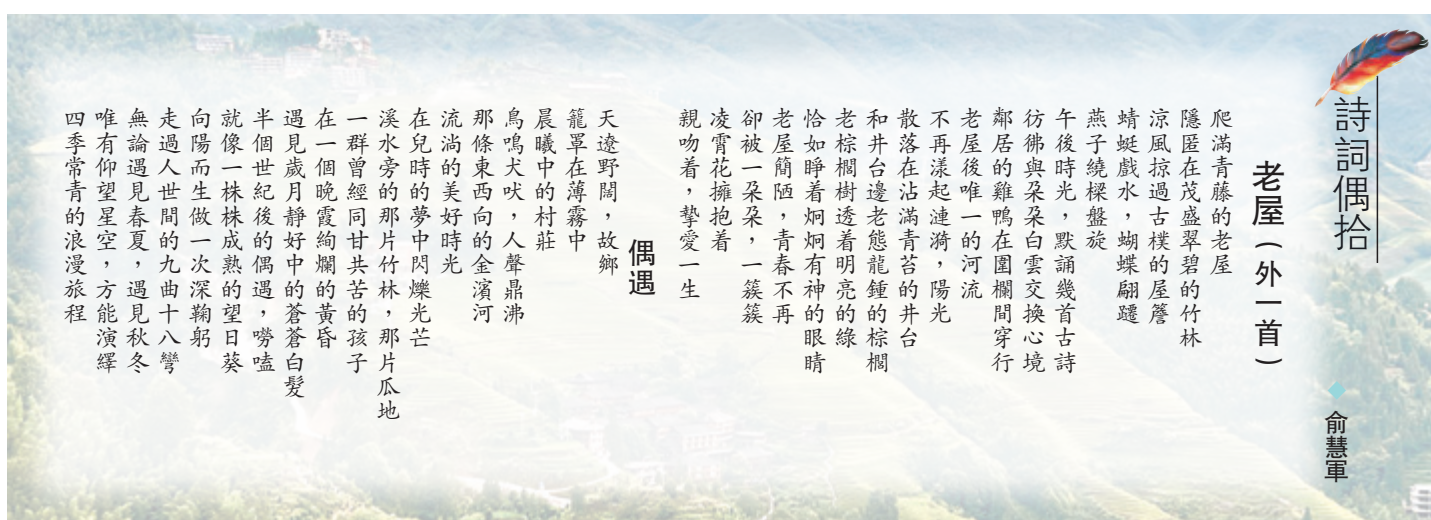 詩詞偶拾
老屋（外一首）
俞慧軍
爬滿青藤的老屋
隱匿在茂盛翠碧的竹林
涼風掠過古樸的屋簷
蜻蜓戲水，蝴蝶翩躚
燕子繞樑盤旋
午後時光，默誦幾首古詩
彷彿與朵朵白雲交換心境
鄰居的雞鴨在圍欄間穿行
老屋後唯一的河流
不再漾起漣漪，陽光
散落在沾滿青苔的井台
和井台邊老態龍鍾的棕櫚
老棕櫚樹透着明亮的綠
恰如睜着炯炯有神的眼睛
老屋簡陋，青春不再
卻被一朵朵，一簇簇
凌霄花擁抱着
親吻着，摯愛一生
偶遇
天遼野闊，故鄉
籠罩在薄霧中
晨曦中的村莊
鳥鳴犬吠，人聲鼎沸
那條東西向的金濱河
流淌的美好時光
在兒時的夢中閃爍光芒
溪水旁的那片竹林，那片瓜地
一群曾經同甘共苦的孩子
在一個晚霞絢爛的黃昏
遇見歲月靜好中的蒼蒼白髮
半個世紀後的偶遇，嘮嗑
就像一株株成熟的望日葵
向陽而生做一次深鞠躬
走過人世間的九曲十八彎
無論遇見春夏，遇見秋冬
唯有仰望星空，方能演繹
四季常青的浪漫旅程